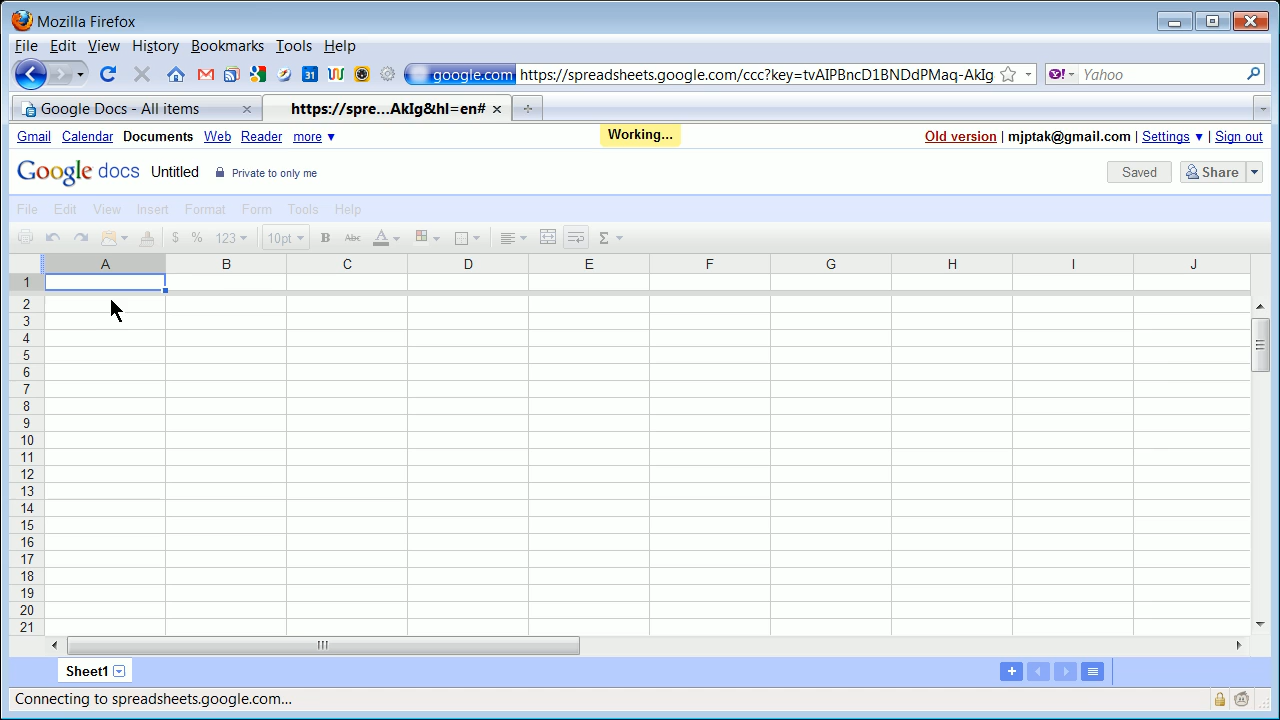 Mozilla Firefox
File Edit View History Bookmarks Tools Help
google.com https://spreadsheets.google.com/ccc?key=tvAIPBncD1BNDdPMaq-AkIg Yahoo
Google Docs - All items https://spre...AkIg&hl=en#
Gmail Calendar Documents Web Reader more ▼ Working... Old version | mjptak@gmail.com | Settings ▼ | Sign out
Google docs Untitled Private to only me Saved Share
File Edit View Insert Format Form Tools Help
$ % 123 10pt B Abc A Σ
A B C D E F G H I J
1
2
3
4
5
6
7
8
9
10
11
12
13
14
15
16
17
18
19
20
21
Sheet1
Connecting to spreadsheets.google.com...